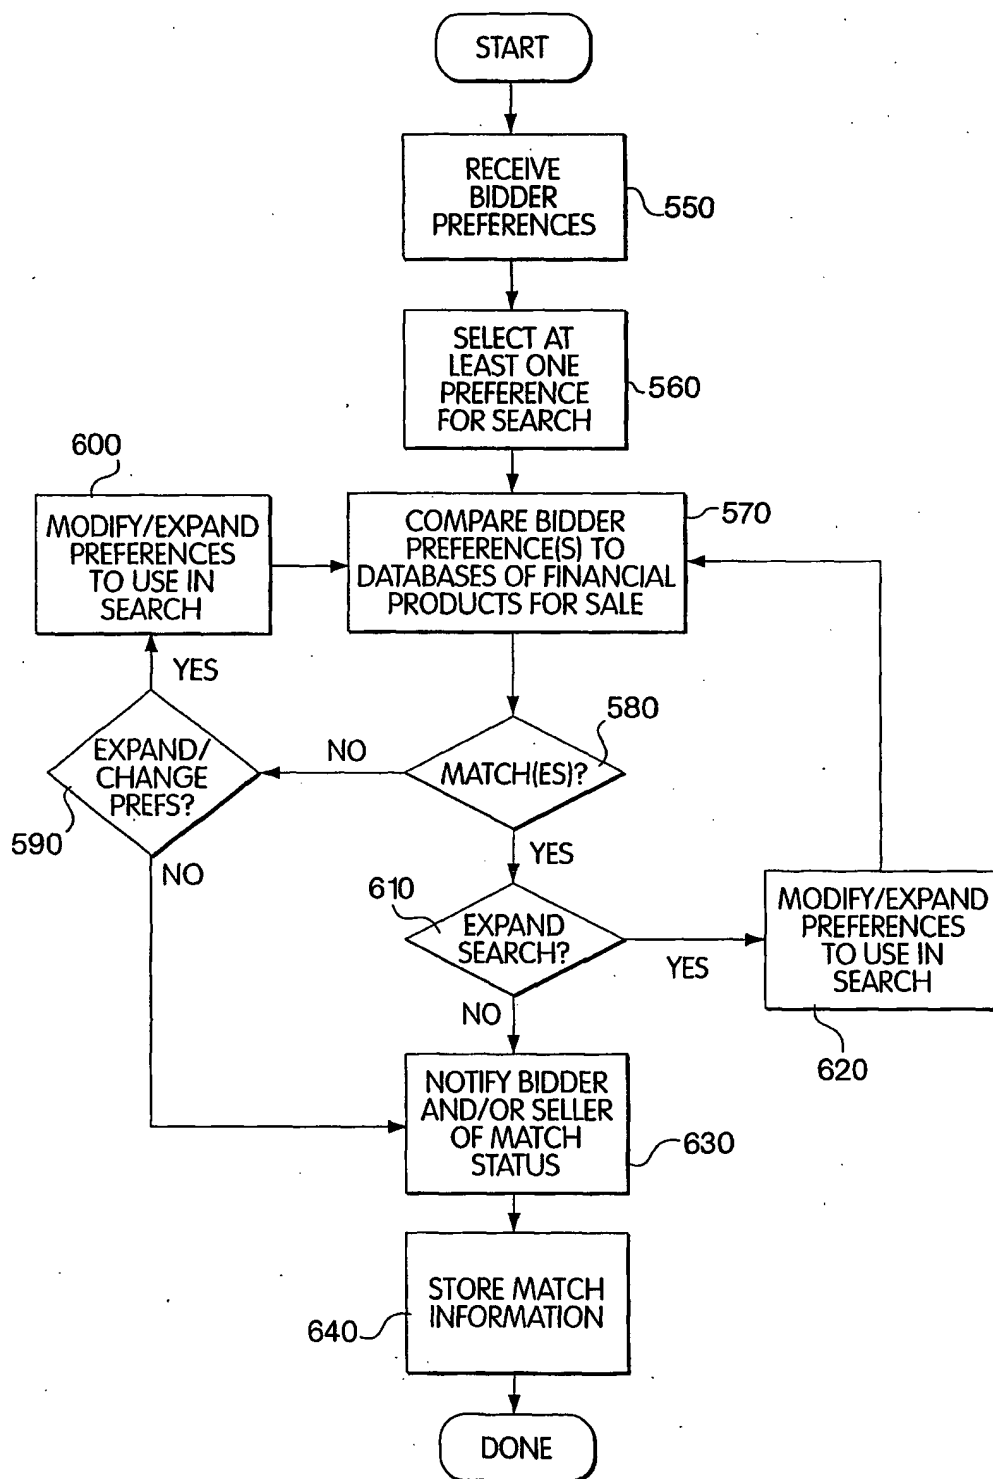 START
RECEIVE
BIDDER
PREFERENCES
550
SELECT AT
LEAST ONE
PREFERENCE
FOR SEARCH
560
600
MODIFY/EXPAND
PREFERENCES
TO USE IN
SEARCH
COMPARE BIDDER
PREFERENCE(S) TO
DATABASES OF FINANCIAL
PRODUCTS FOR SALE
570
YES
580
EXPAND/
CHANGE
PREFS?
NO
MATCH(ES)?
590
NO
YES
610
EXPAND
SEARCH?
YES
MODIFY/EXPAND
PREFERENCES
TO USE IN
SEARCH
NO
620
NOTIFY BIDDER
AND/OR SELLER
OF MATCH
STATUS
630
STORE MATCH
INFORMATION
640
DONE